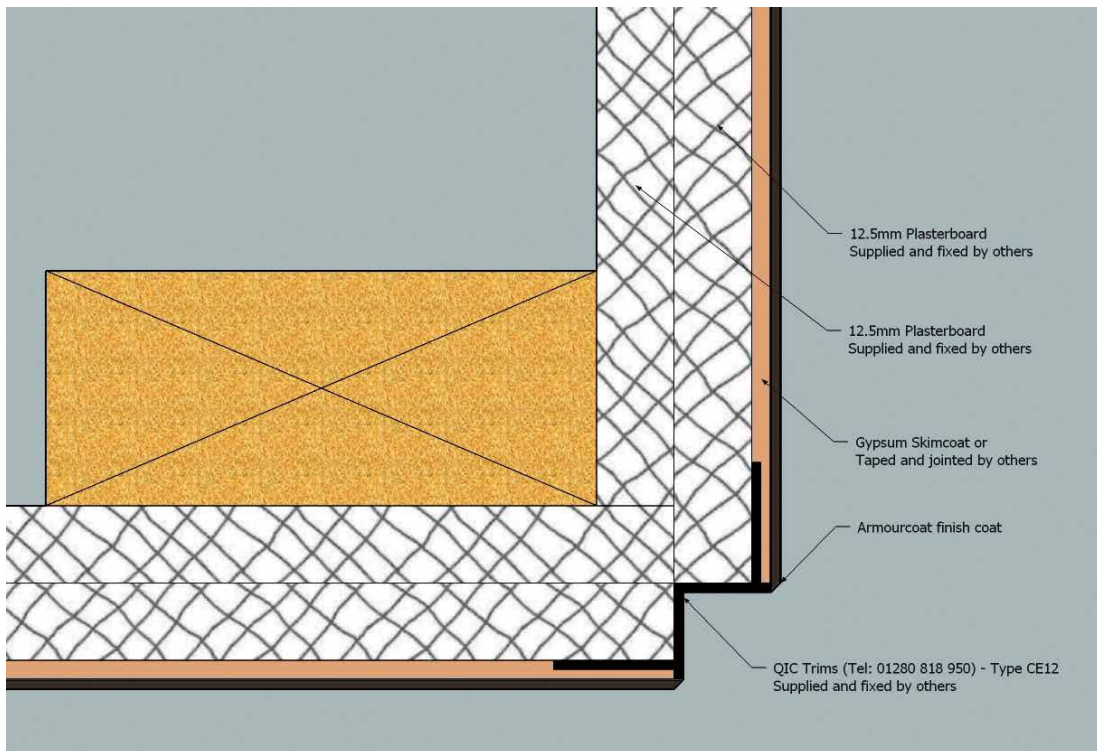 12.5mm Plasterboard
Supplied and fixed by others
12.5mm Plasterboard
Supplied and fixed by others
Gypsum Skimcoat or
Taped and jointed by others
Armourcoat finish coat
QIC Trims (Tel: 01280 818 950) - Type CE12
Supplied and fixed by others